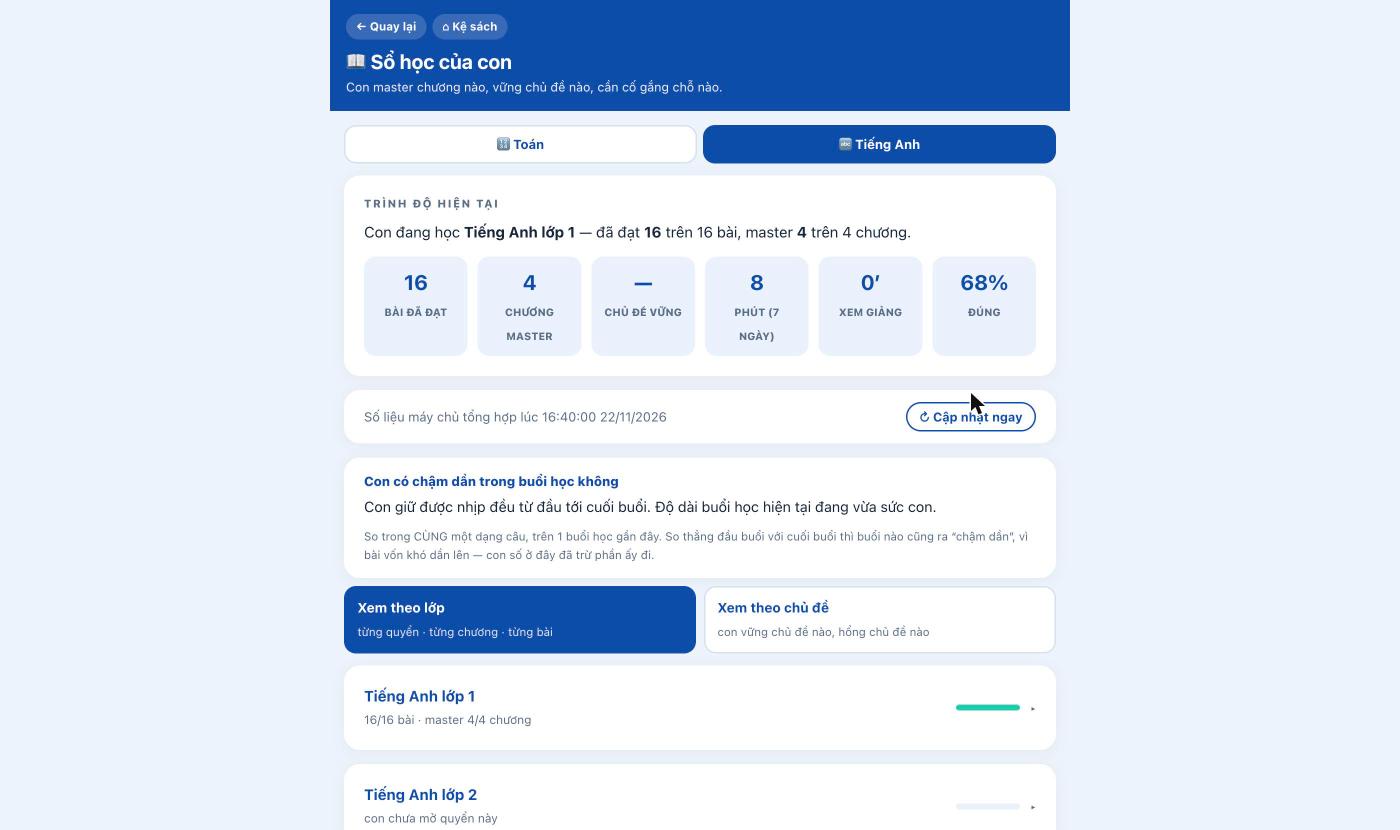 ← Quay lại
⌂ Kệ sách
📖 Sổ học của con
Con master chương nào, vững chủ đề nào, cần cố gắng chỗ nào.
🔢 Toán
🔤 Tiếng Anh
TRÌNH ĐỘ HIỆN TẠI
Con đang học Tiếng Anh lớp 1 — đã đạt 16 trên 16 bài, master 4 trên 4 chương.
16
BÀI ĐÃ ĐẠT
4
CHƯƠNG
MASTER
—
CHỦ ĐỀ VỮNG
8
PHÚT (7
NGÀY)
0’
XEM GIẢNG
68%
ĐÚNG
Số liệu máy chủ tổng hợp lúc 16:40:00 22/11/2026
↻ Cập nhật ngay
Con có chậm dần trong buổi học không
Con giữ được nhịp đều từ đầu tới cuối buổi. Độ dài buổi học hiện tại đang vừa sức con.
So trong CÙNG một dạng câu, trên 1 buổi học gần đây. So thẳng đầu buổi với cuối buổi thì buổi nào cũng ra “chậm dần”, vì
bài vốn khó dần lên — con số ở đây đã trừ phần ấy đi.
Xem theo lớp
từng quyển · từng chương · từng bài
Xem theo chủ đề
con vững chủ đề nào, hổng chủ đề nào
Tiếng Anh lớp 1
16/16 bài · master 4/4 chương
▸
Tiếng Anh lớp 2
con chưa mở quyển này
▸